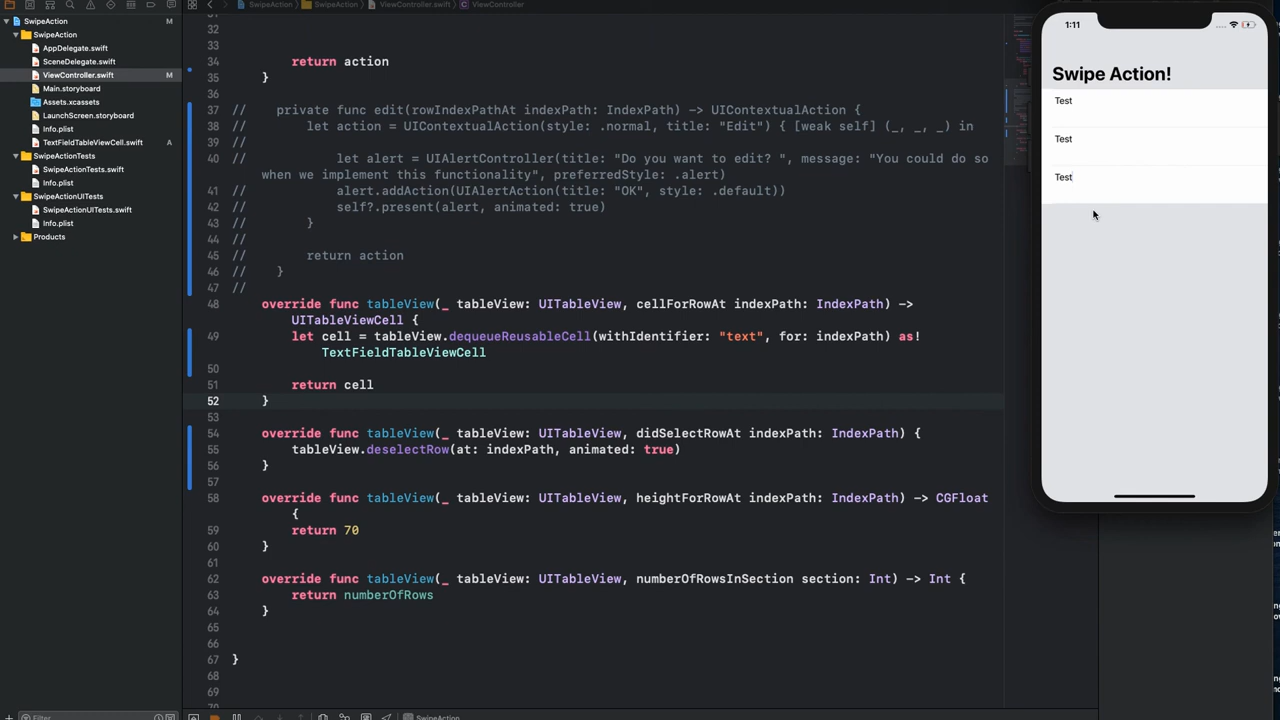 SwipeAction
M
SwipeAction
AppDelegate.swift
SceneDelegate.swift
ViewController.swift
M
Main.storyboard
Assets.xcassets
LaunchScreen.storyboard
Info.plist
TextFieldTableViewCell.swift
A
SwipeActionTests
SwipeActionTests.swift
Info.plist
SwipeActionUITests
SwipeActionUITests.swift
Info.plist
Products
Filter
SwipeAction
SwipeAction
ViewController.swift
ViewController
32
33
34 return action
35 }
36
37 // private func edit(rowIndexPathAt indexPath: IndexPath) -> UIContextualAction {
38 // let action = UIContextualAction(style: .normal, title: "Edit") { [weak self] (_, _, _) in
39 //
40 // let alert = UIAlertController(title: "Do you want to edit? ", message: "You could do so
when we implement this functionality", preferredStyle: .alert)
41 // alert.addAction(UIAlertAction(title: "OK", style: .default))
42 // self?.present(alert, animated: true)
43 // }
44 //
45 // return action
46 // }
47 //
48 override func tableView(_ tableView: UITableView, cellForRowAt indexPath: IndexPath) ->
UITableViewCell {
49 let cell = tableView.dequeueReusableCell(withIdentifier: "text", for: indexPath) as!
TextFieldTableViewCell
50
51 return cell
52 }
53
54 override func tableView(_ tableView: UITableView, didSelectRowAt indexPath: IndexPath) {
55 tableView.deselectRow(at: indexPath, animated: true)
56 }
57
58 override func tableView(_ tableView: UITableView, heightForRowAt indexPath: IndexPath) -> CGFloat
{
59 return 70
60 }
61
62 override func tableView(_ tableView: UITableView, numberOfRowsInSection section: Int) -> Int {
63 return numberOfRows
64 }
65
66
67 }
68
69
SwipeAction
1:11
Swipe Action!
Test
Test
Test